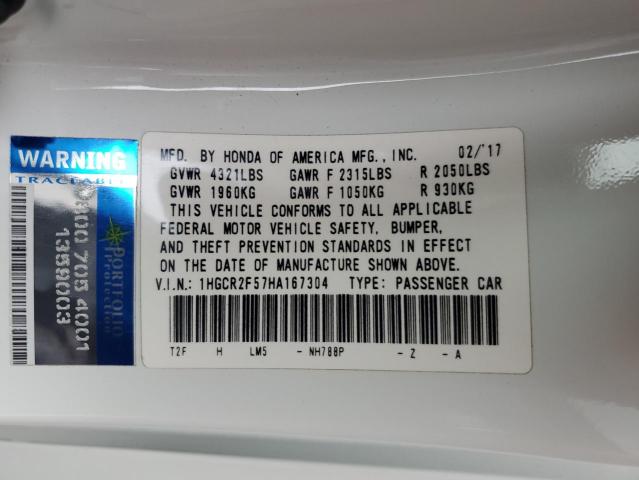 WARNING
TRACEABLE
800 705 4001
13589003
PORTFOLIO
Protection
MFD. BY HONDA OF AMERICA MFG., INC. 02/'17
GVWR 4321LBS GAWR F 2315LBS R 2050LBS
GVWR 1960KG GAWR F 1050KG R 930KG
THIS VEHICLE CONFORMS TO ALL APPLICABLE
FEDERAL MOTOR VEHICLE SAFETY, BUMPER,
AND THEFT PREVENTION STANDARDS IN EFFECT
ON THE DATE OF MANUFACTURE SHOWN ABOVE.
V.I.N.: 1HGCR2F57HA167304 TYPE: PASSENGER CAR
T2F H LM5 - NH788P - Z - A